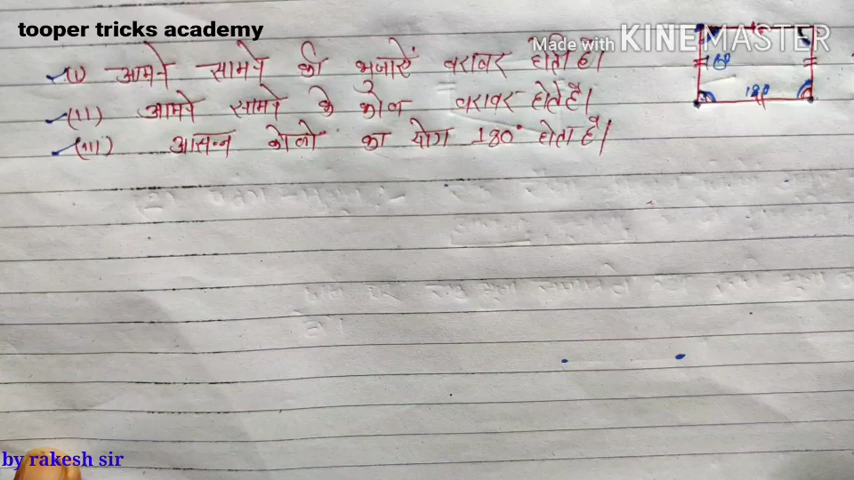 tooper tricks academy
Made with KINEMASTER
(i) आमने सामने की भुजाएँ बराबर होती हैं।
(ii) आमने सामने के कोण बराबर होते हैं।
(iii) आसन्न कोणों का योग 180° होता है।
180
by rakesh sir